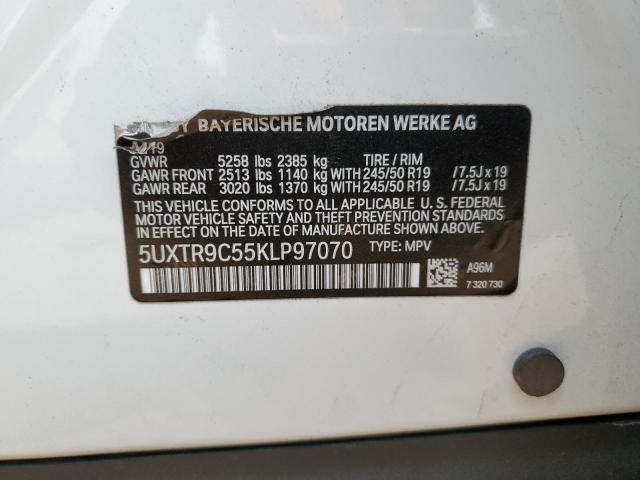 BAYERISCHE MOTOREN WERKE AG
GVWR 5258 lbs 2385 kg TIRE / RIM
GAWR FRONT 2513 lbs 1140 kg WITH 245/50 R19 /7.5J x 19
GAWR REAR 3020 lbs 1370 kg WITH 245/50 R19 /7.5J x 19
THIS VEHICLE CONFORMS TO ALL APPLICABLE U. S. FEDERAL
MOTOR VEHICLE SAFETY AND THEFT PREVENTION STANDARDS
IN EFFECT ON THE DATE OF MANUFACTURE SHOWN ABOVE.
5UXTR9C55KLP97070 TYPE: MPV
A96M
7 320 730